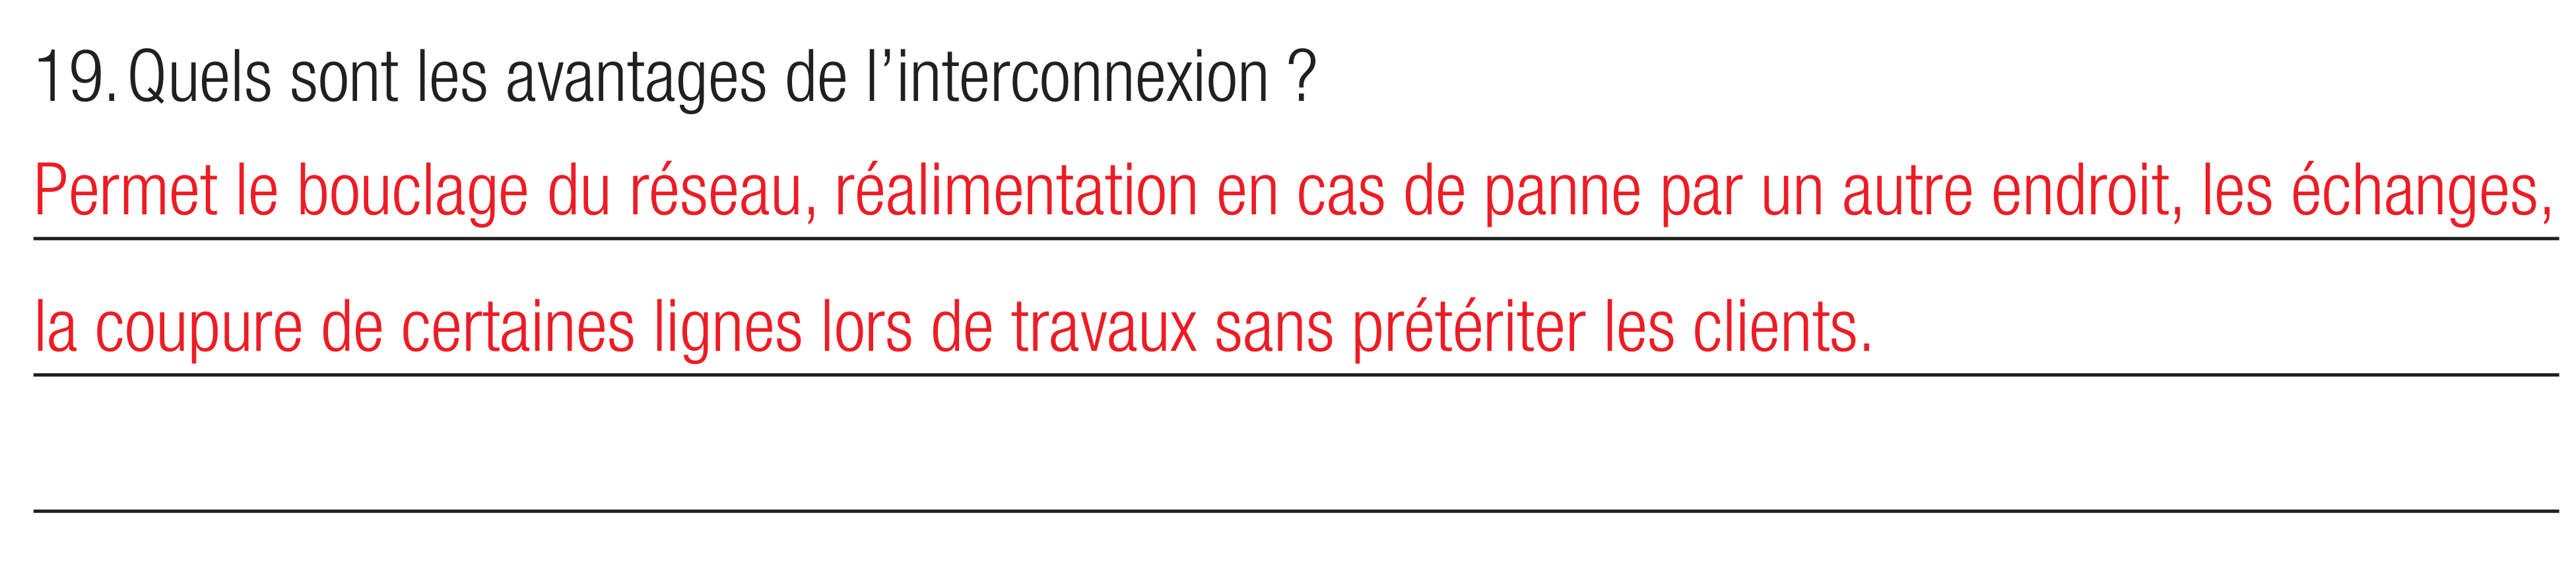 19. Quels sont les avantages de l’interconnexion ?
Permet le bouclage du réseau, réalimentation en cas de panne par un autre endroit, les échanges,
la coupure de certaines lignes lors de travaux sans prétériter les clients.